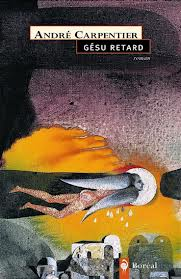 ANDRÉ CARPENTIER
GÉSU RETARD
roman
Boréal